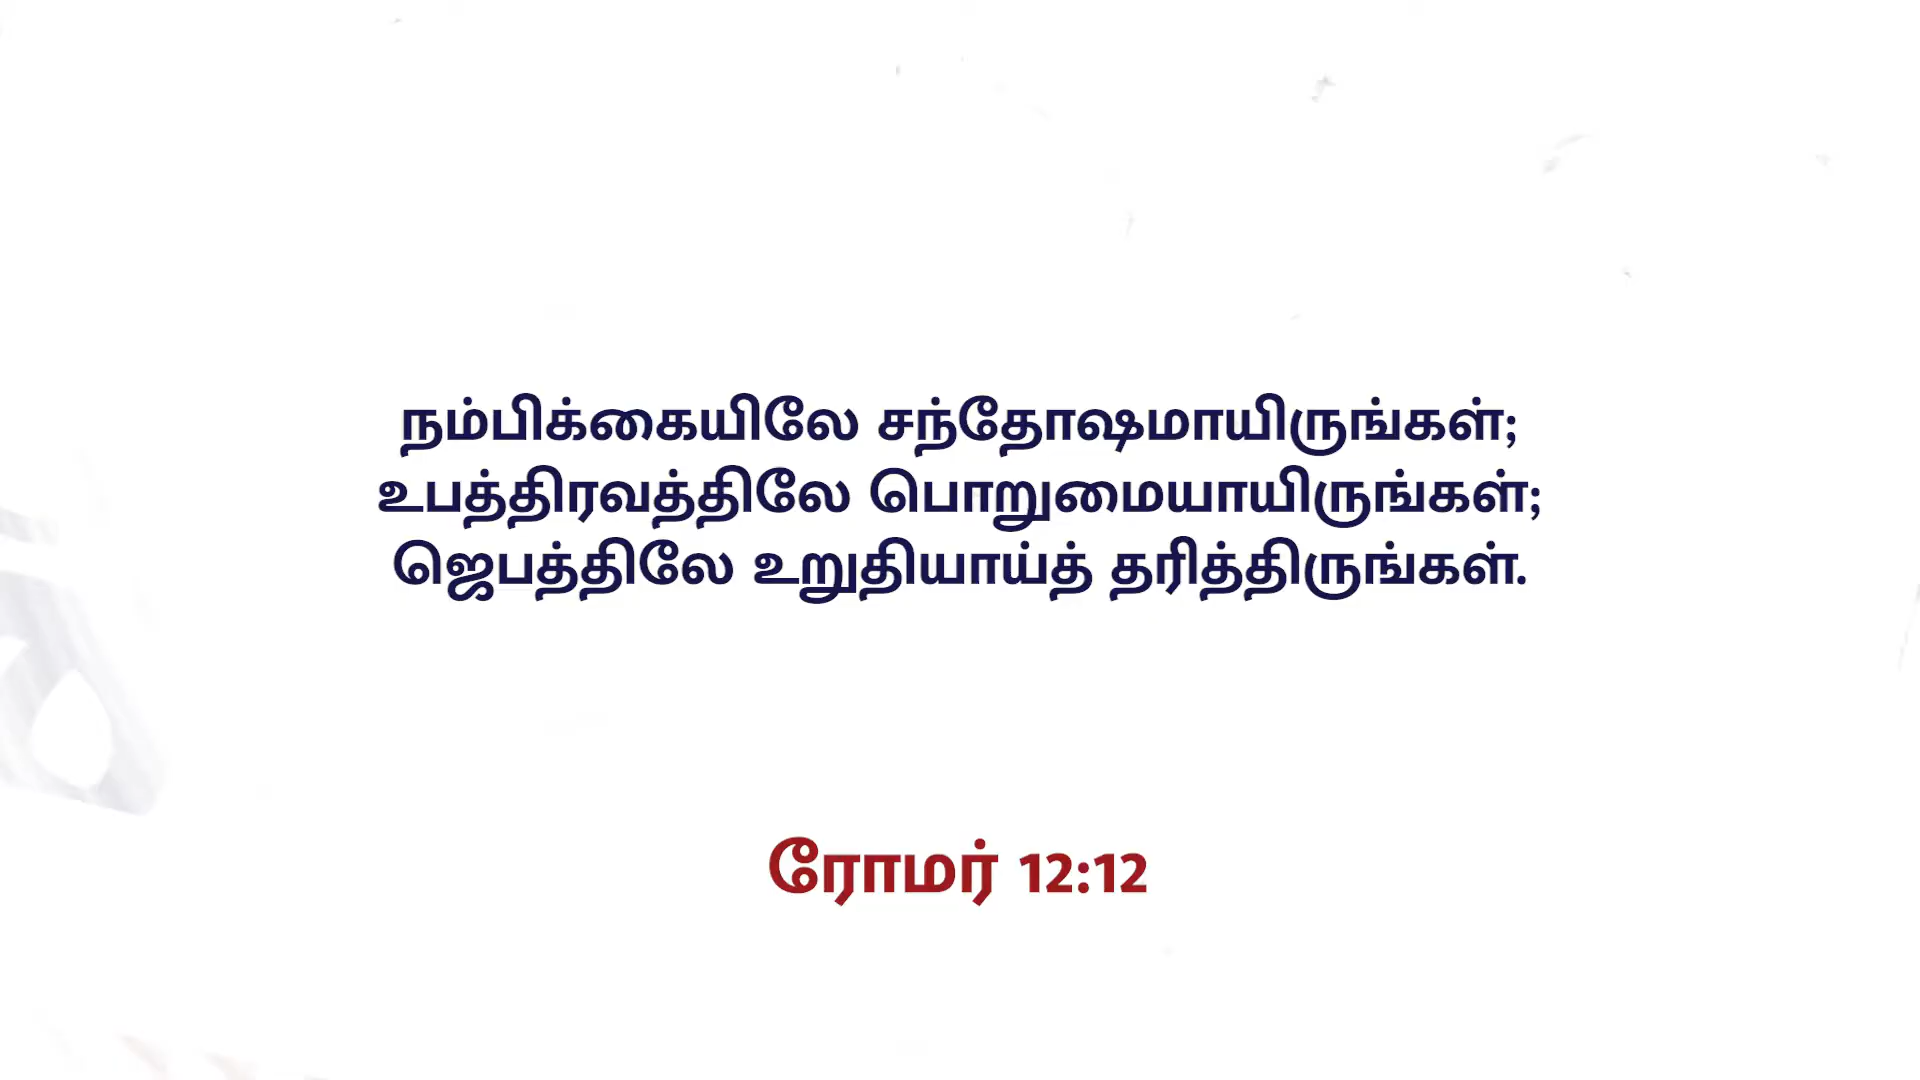 நம்பிக்கையிலே சந்தோஷமாயிருங்கள்;
உபத்திரவத்திலே பொறுமையாயிருங்கள்;
ஜெபத்திலே உறுதியாய்த் தரித்திருங்கள்.
ரோமர் 12:12